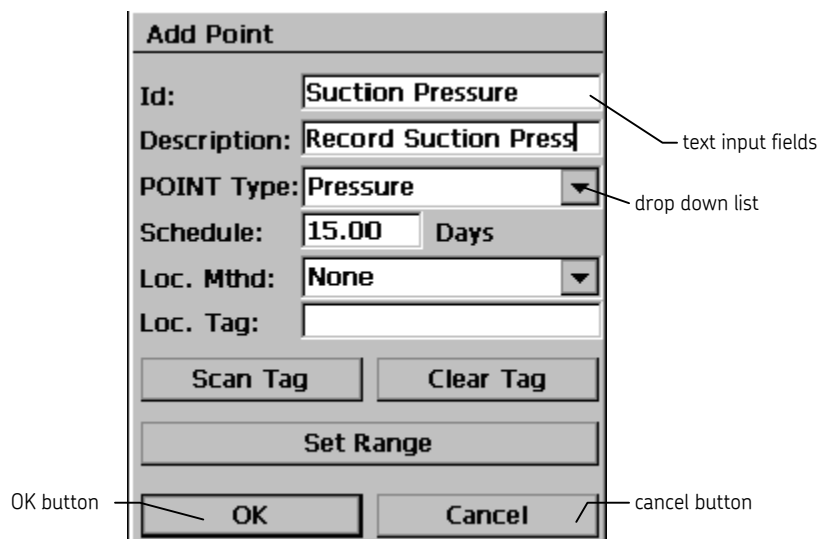 Add Point
Id: Suction Pressure
text input fields
Description: Record Suction Press
POINT Type: Pressure
drop down list
Schedule: 15.00 Days
Loc. Mthd: None
Loc. Tag:
Scan Tag Clear Tag
Set Range
OK button OK Cancel cancel button